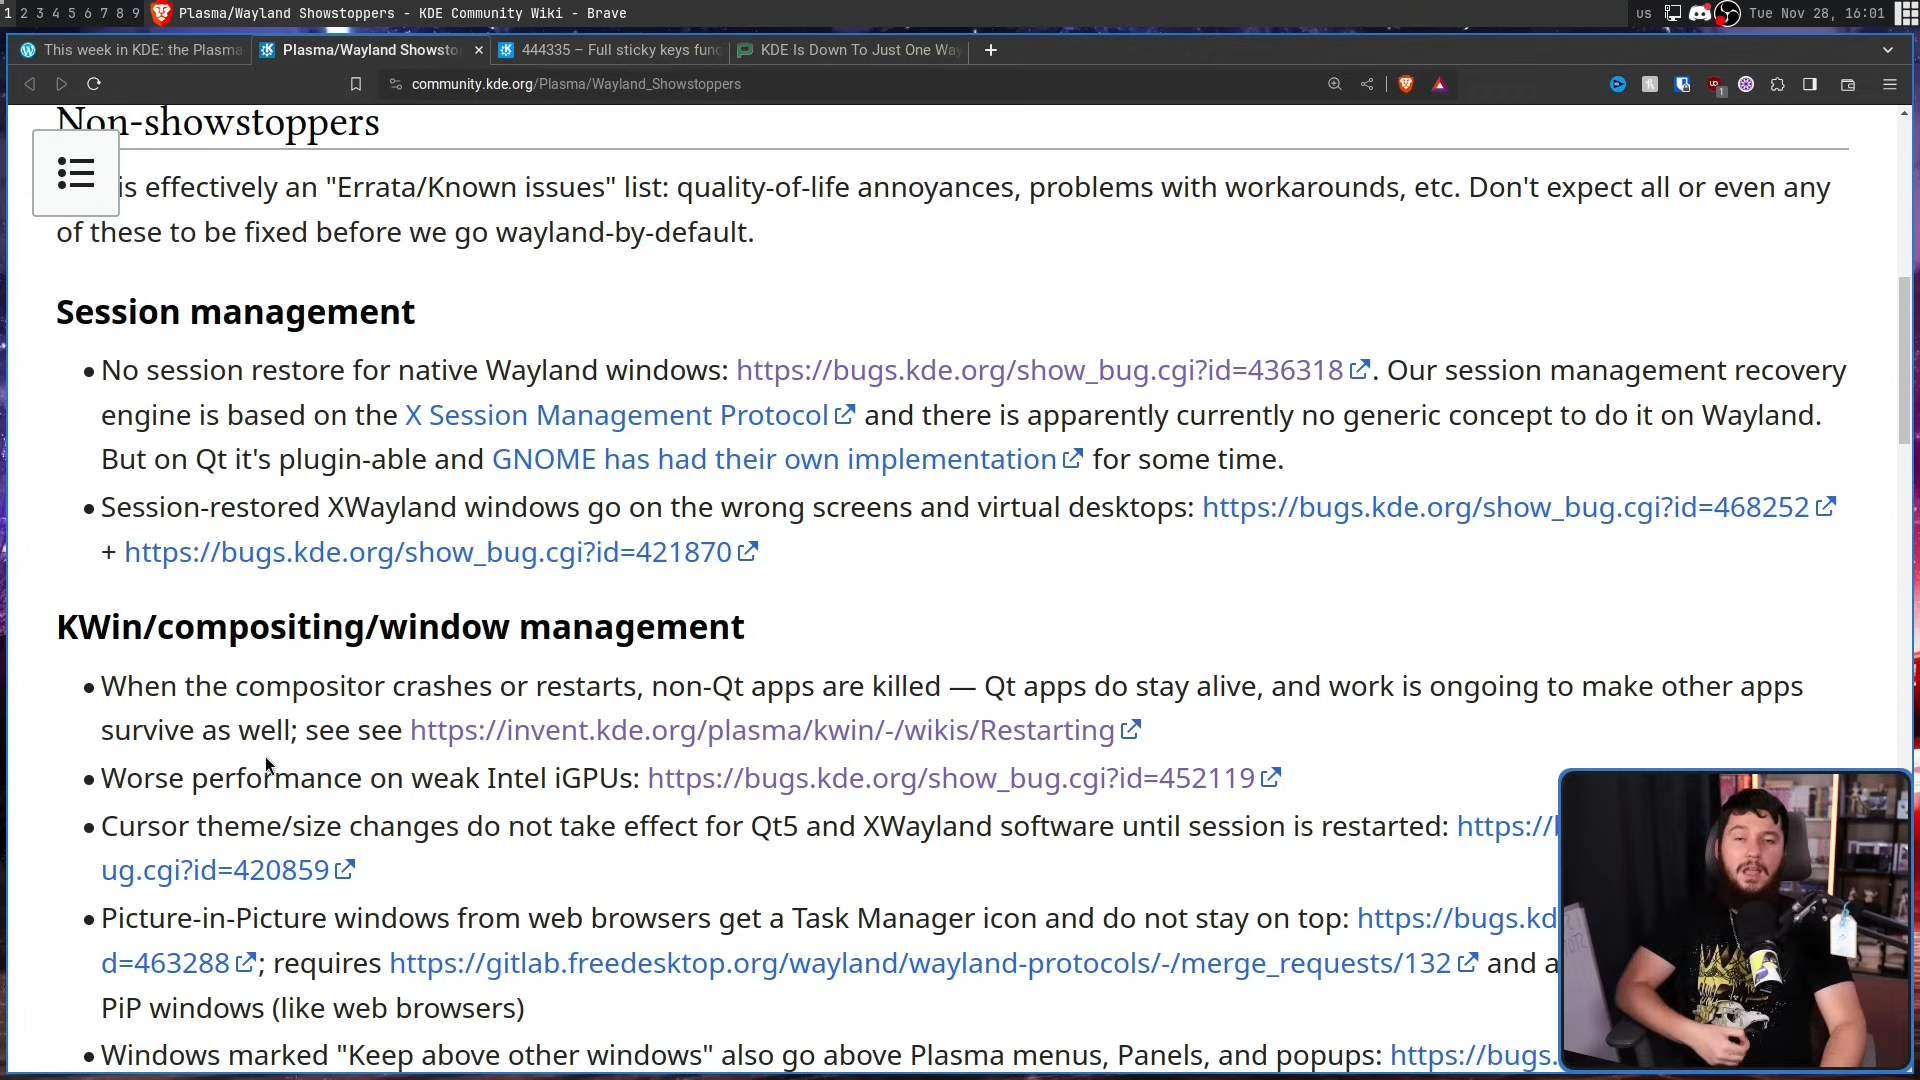 1 2 3 4 5 6 7 8 9 Plasma/Wayland Showstoppers - KDE Community Wiki - Brave us Tue Nov 28, 16:01
This week in KDE: the Plasma Plasma/Wayland Showsto 444335 – Full sticky keys func KDE Is Down To Just One Way
community.kde.org/Plasma/Wayland_Showstoppers
Non-showstoppers
is effectively an "Errata/Known issues" list: quality-of-life annoyances, problems with workarounds, etc. Don't expect all or even any
of these to be fixed before we go wayland-by-default.
Session management
• No session restore for native Wayland windows: https://bugs.kde.org/show_bug.cgi?id=436318. Our session management recovery
engine is based on the X Session Management Protocol and there is apparently currently no generic concept to do it on Wayland.
But on Qt it's plugin-able and GNOME has had their own implementation for some time.
• Session-restored XWayland windows go on the wrong screens and virtual desktops: https://bugs.kde.org/show_bug.cgi?id=468252
+ https://bugs.kde.org/show_bug.cgi?id=421870
KWin/compositing/window management
• When the compositor crashes or restarts, non-Qt apps are killed — Qt apps do stay alive, and work is ongoing to make other apps
survive as well; see see https://invent.kde.org/plasma/kwin/-/wikis/Restarting
• Worse performance on weak Intel iGPUs: https://bugs.kde.org/show_bug.cgi?id=452119
• Cursor theme/size changes do not take effect for Qt5 and XWayland software until session is restarted: https://
ug.cgi?id=420859
• Picture-in-Picture windows from web browsers get a Task Manager icon and do not stay on top: https://bugs.kd
d=463288; requires https://gitlab.freedesktop.org/wayland/wayland-protocols/-/merge_requests/132 and a
PiP windows (like web browsers)
• Windows marked "Keep above other windows" also go above Plasma menus, Panels, and popups: https://bugs.